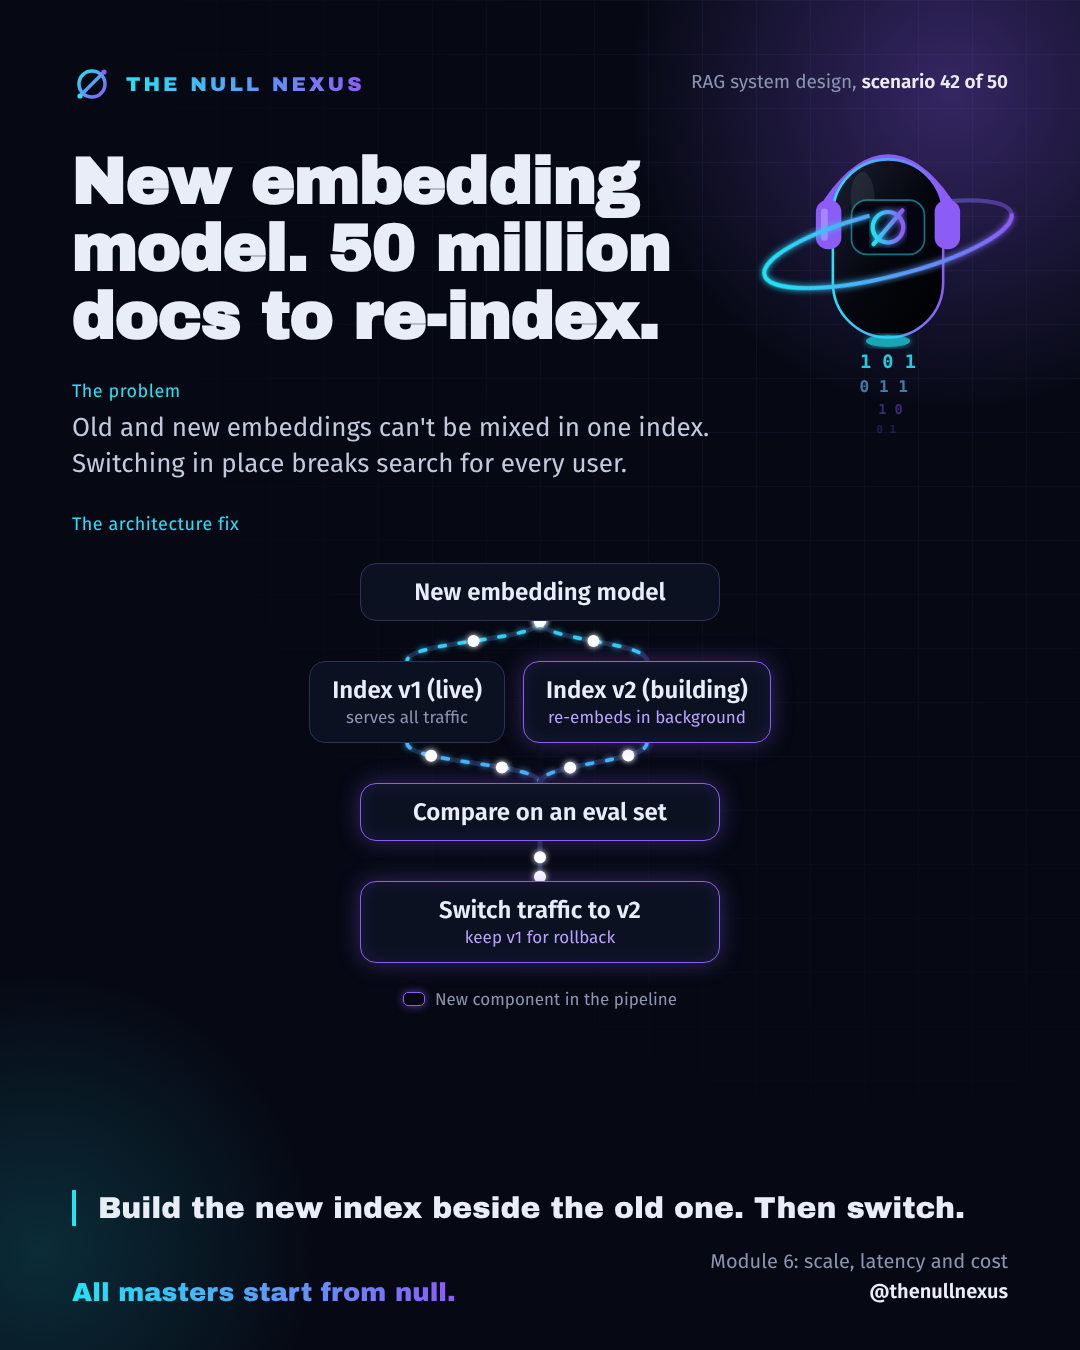 THE NULL NEXUS
RAG system design, scenario 42 of 50
New embedding
model. 50 million
docs to re-index.
1 0 1
0 1 1
1 0
0 1
The problem
Old and new embeddings can't be mixed in one index.
Switching in place breaks search for every user.
The architecture fix
New embedding model
Index v1 (live)
serves all traffic
Index v2 (building)
re-embeds in background
Compare on an eval set
Switch traffic to v2
keep v1 for rollback
New component in the pipeline
Build the new index beside the old one. Then switch.
Module 6: scale, latency and cost
All masters start from null.
@thenullnexus